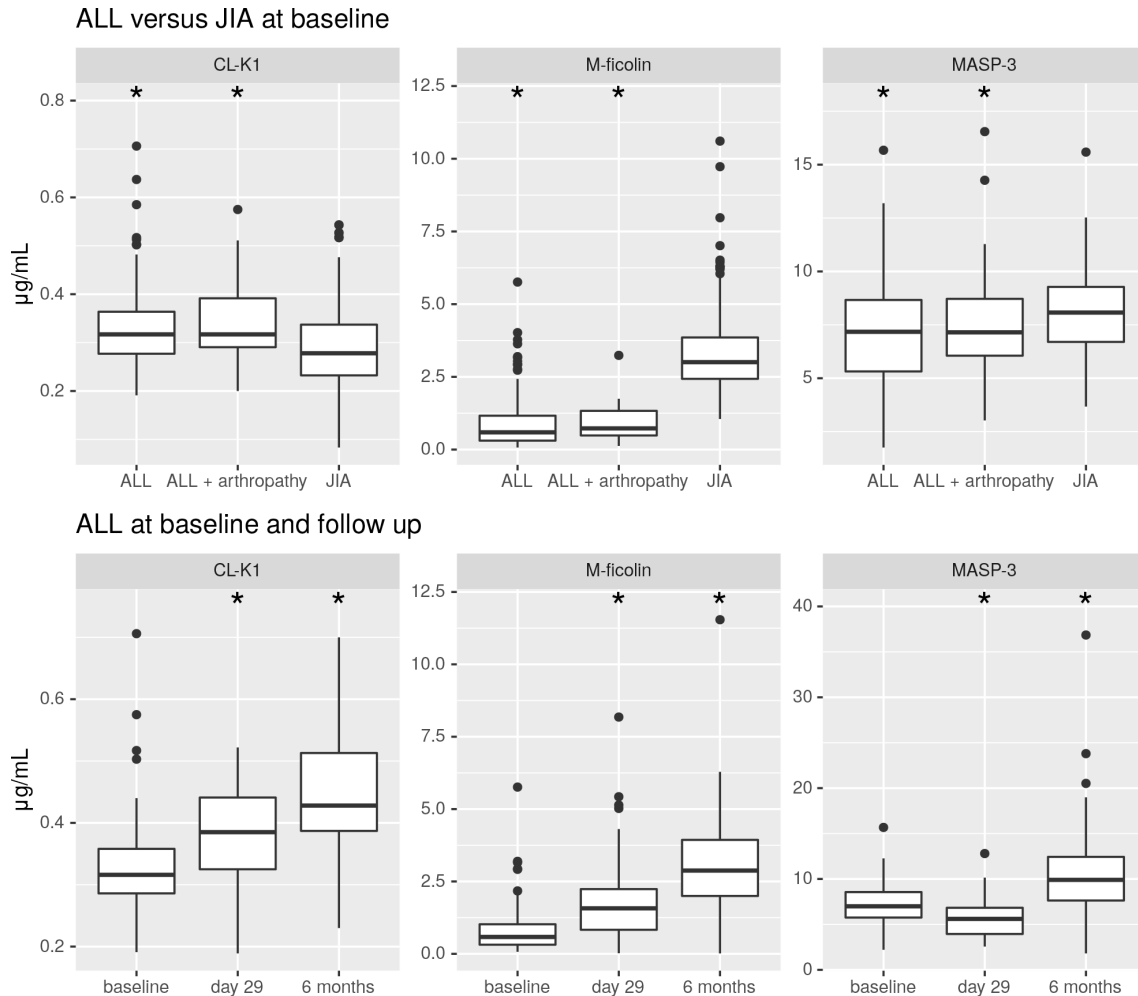 ALL versus JIA at baseline
CL-K1 M-ficolin MASP-3
* * * * * *
0.8 12.5
10.0 15
0.6 7.5
µg/mL 0.4 5.0 10
0.2 2.5 5
0.0
ALL ALL + arthropathy JIA ALL ALL + arthropathy JIA ALL ALL + arthropathy JIA
ALL at baseline and follow up
CL-K1 M-ficolin MASP-3
* * * * * *
12.5 40
10.0
0.6 7.5 30
µg/mL 0.4 5.0 20
2.5 10
0.2 0.0 0
baseline day 29 6 months baseline day 29 6 months baseline day 29 6 months